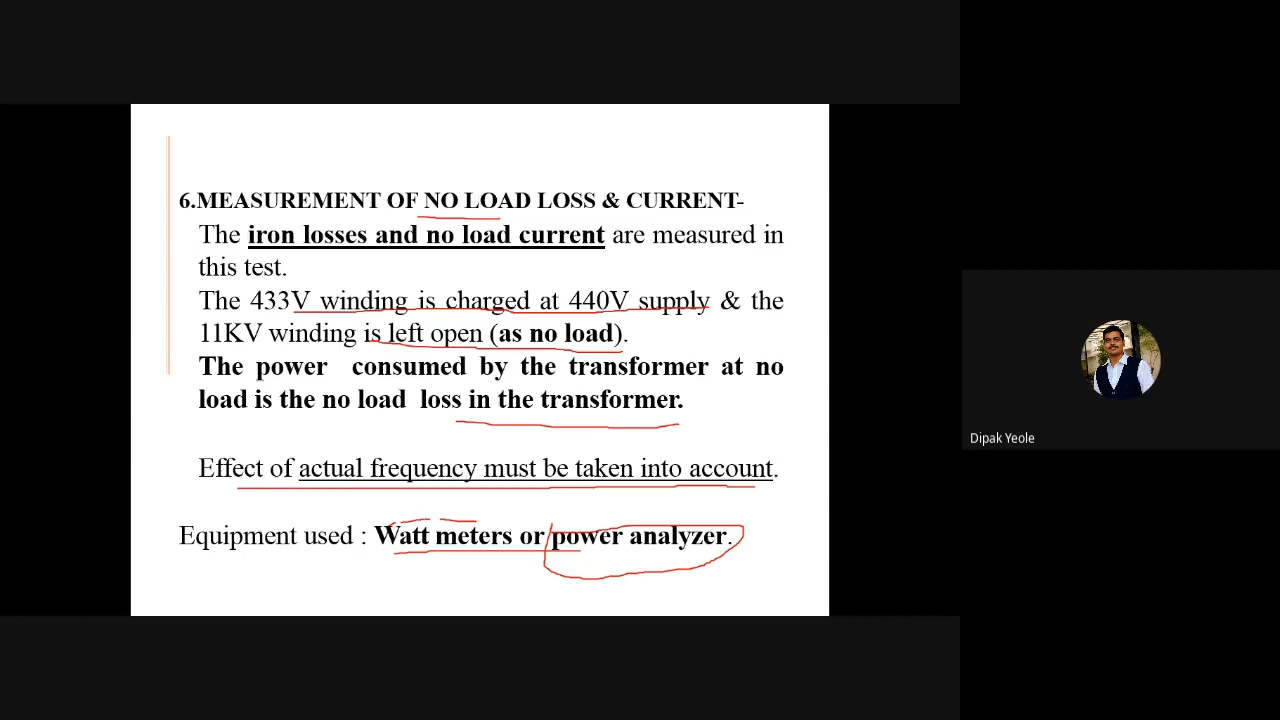 6.MEASUREMENT OF NO LOAD LOSS & CURRENT-
The iron losses and no load current are measured in
this test.
The 433V winding is charged at 440V supply & the
11KV winding is left open (as no load).
The power consumed by the transformer at no
load is the no load loss in the transformer.
Effect of actual frequency must be taken into account.
Equipment used : Watt meters or power analyzer.
Dipak Yeole